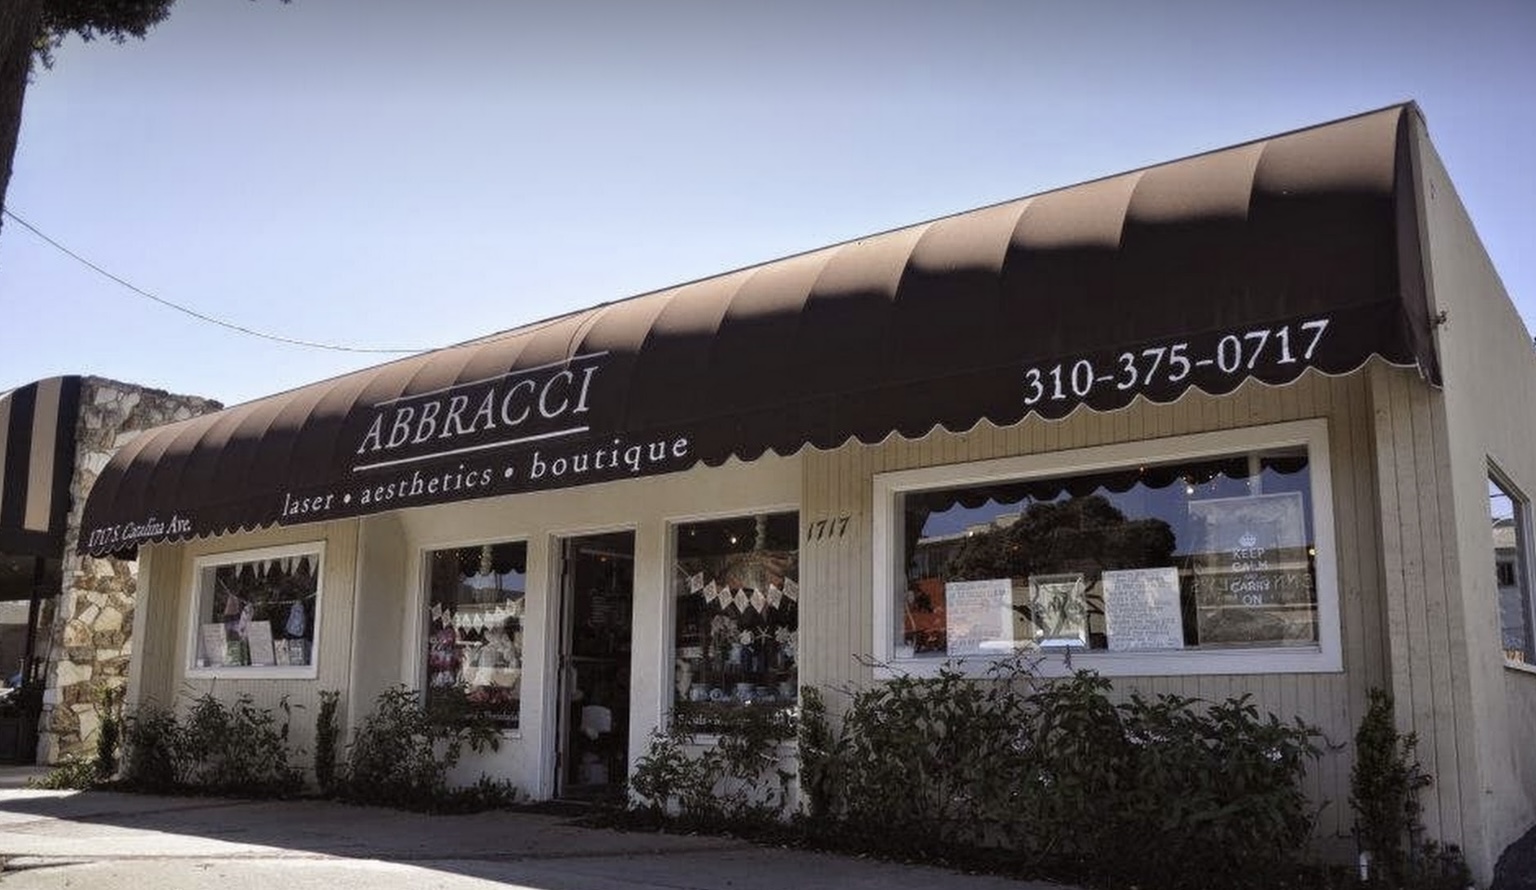 ABBRACCI
laser • aesthetics • boutique
1717 S. Catalina Ave.
310-375-0717
1717
KEEP
CALM
CARRY
ON